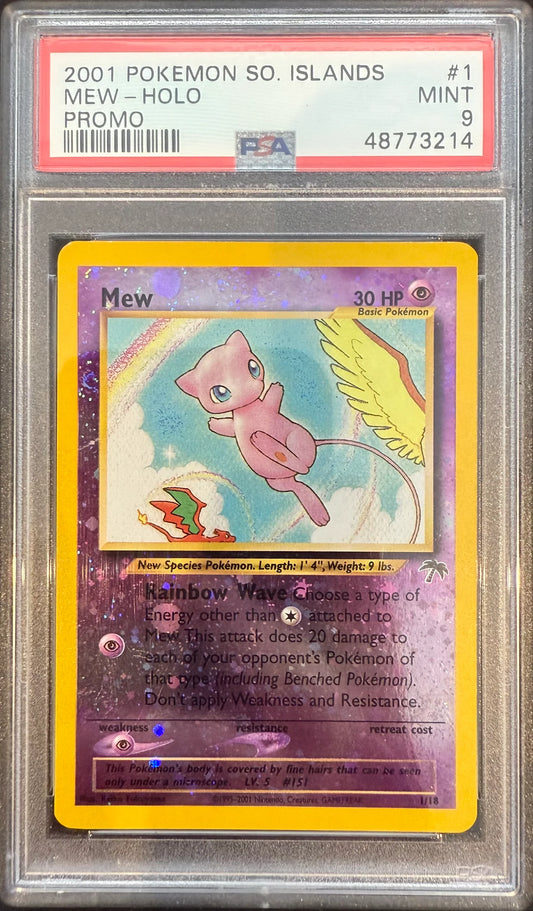 2001 POKEMON SO. ISLANDS #1
MEW - HOLO MINT
PROMO 9
PSA 48773214
Mew 30 HP
Basic Pokémon
New Species Pokémon. Length: 1' 4", Weight: 9 lbs.
Rainbow Wave Choose a type of
Energy other than attached to
Mew This attack does 20 damage to
each of your opponent's Pokémon of
that type (including Benched Pokémon).
Don't apply Weakness and Resistance.
weakness resistance retreat cost
This Pokémon's body is covered by fine hairs that can be seen
only under a microscope. LV. 5 #151
©1995-2001 Nintendo, Creatures, GAMEFREAK. 1/18
PSA